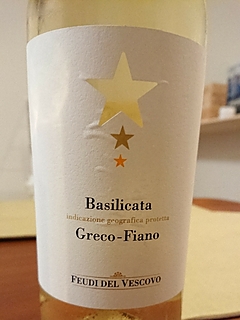 Basilicata
indicazione geografica protetta
Greco-Fiano
FEUDI DEL VESCOVO